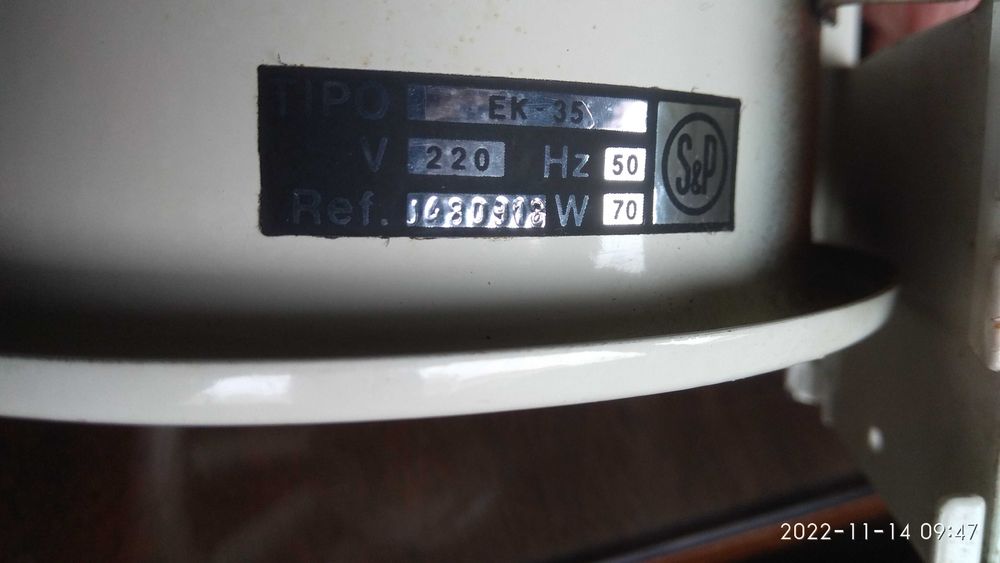 TIPO EK-35
V 220 Hz 50
Ref. W 70
S&P
2022-11-14 09:47